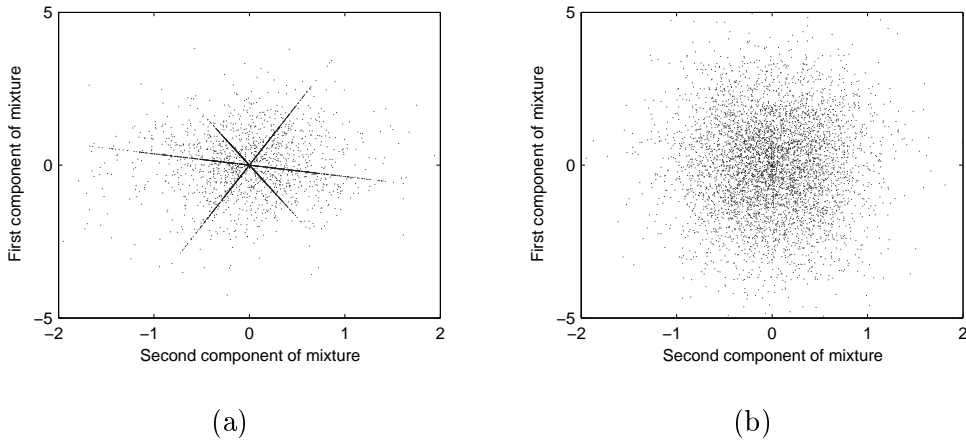 5
0
−5
−2
−1
0
1
2
First component of mixture
Second component of mixture
(a)
5
0
−5
−2
−1
0
1
2
First component of mixture
Second component of mixture
(b)